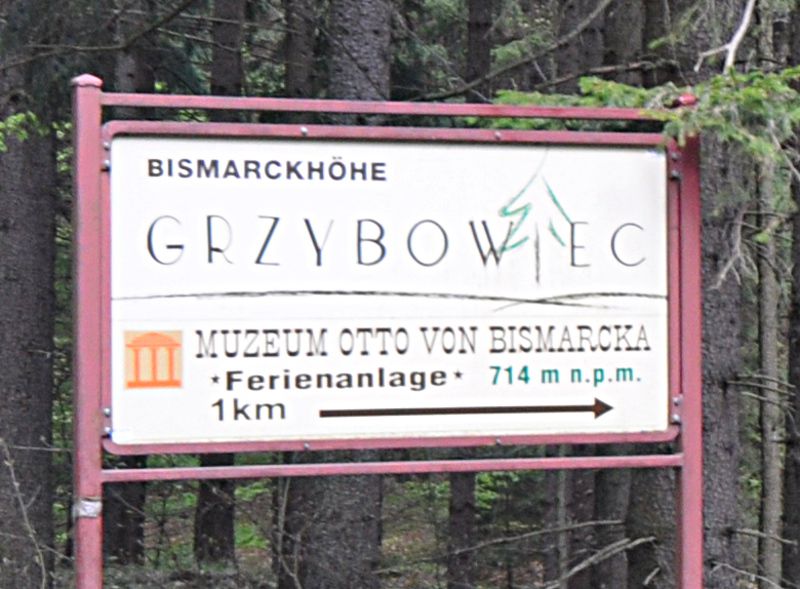 BISMARCKHÖHE
GRZYBOWIEC
MUZEUM OTTO VON BISMARCKA
*Ferienanlage* 714 m n.p.m.
1km